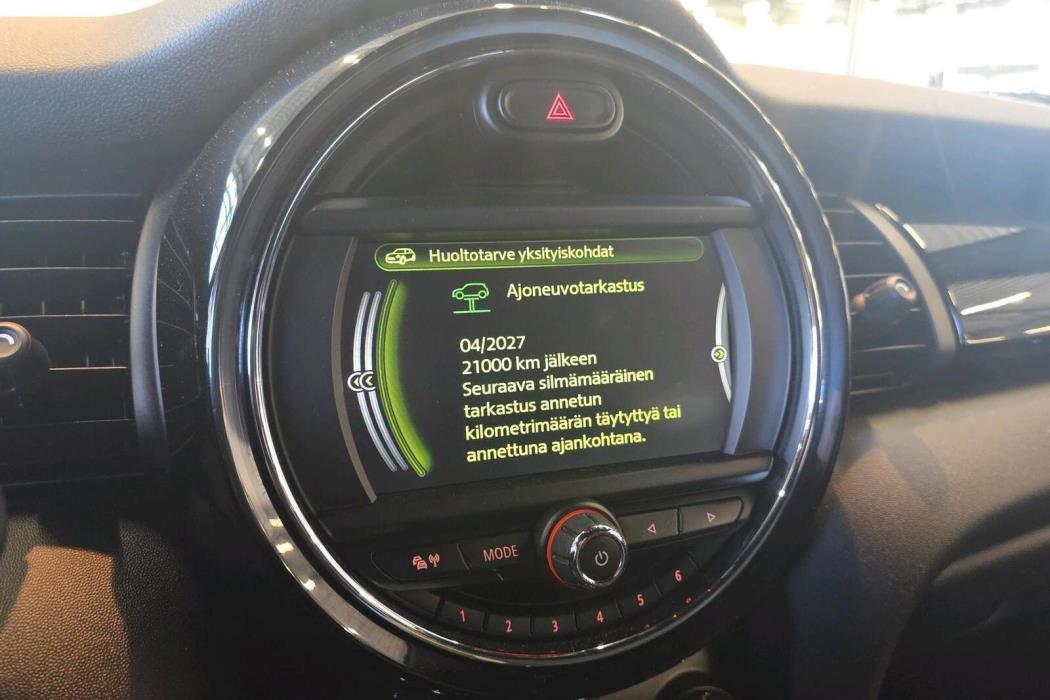 Huoltotarve yksityiskohdat
Ajoneuvotarkastus
04/2027
21000 km jälkeen
Seuraava silmämääräinen
tarkastus annetun
kilometrimäärän täytyttyä tai
annettuna ajankohtana.
MODE
1 2 3 4 5 6